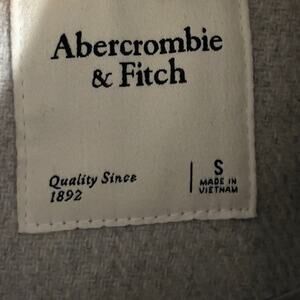 Abercrombie
& Fitch
Quality Since
1892
S
MADE IN
VIETNAM